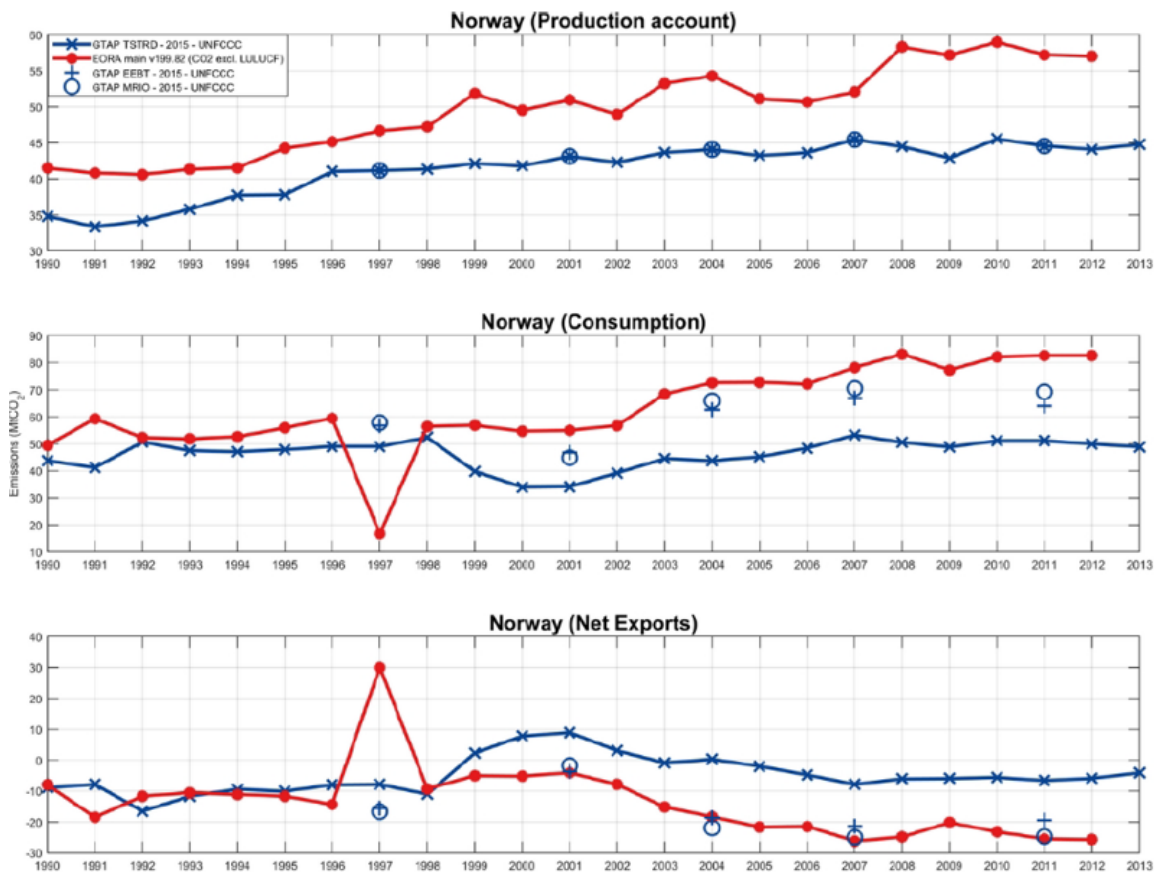 Norway (Production account)
GTAP TSTRD - 2015 - UNFCCC
EORA main v199.82 (CO2 excl. LULUCF)
GTAP EEBT - 2015 - UNFCCC
GTAP MRIO - 2015 - UNFCCC
60
55
50
45
40
35
30
1990 1991 1992 1993 1994 1995 1996 1997 1998 1999 2000 2001 2002 2003 2004 2005 2006 2007 2008 2009 2010 2011 2012 2013
Norway (Consumption)
Emissions (MtCO2)
90
80
70
60
50
40
30
20
10
1990 1991 1992 1993 1994 1995 1996 1997 1998 1999 2000 2001 2002 2003 2004 2005 2006 2007 2008 2009 2010 2011 2012 2013
Norway (Net Exports)
40
30
20
10
0
-10
-20
-30
1990 1991 1992 1993 1994 1995 1996 1997 1998 1999 2000 2001 2002 2003 2004 2005 2006 2007 2008 2009 2010 2011 2012 2013